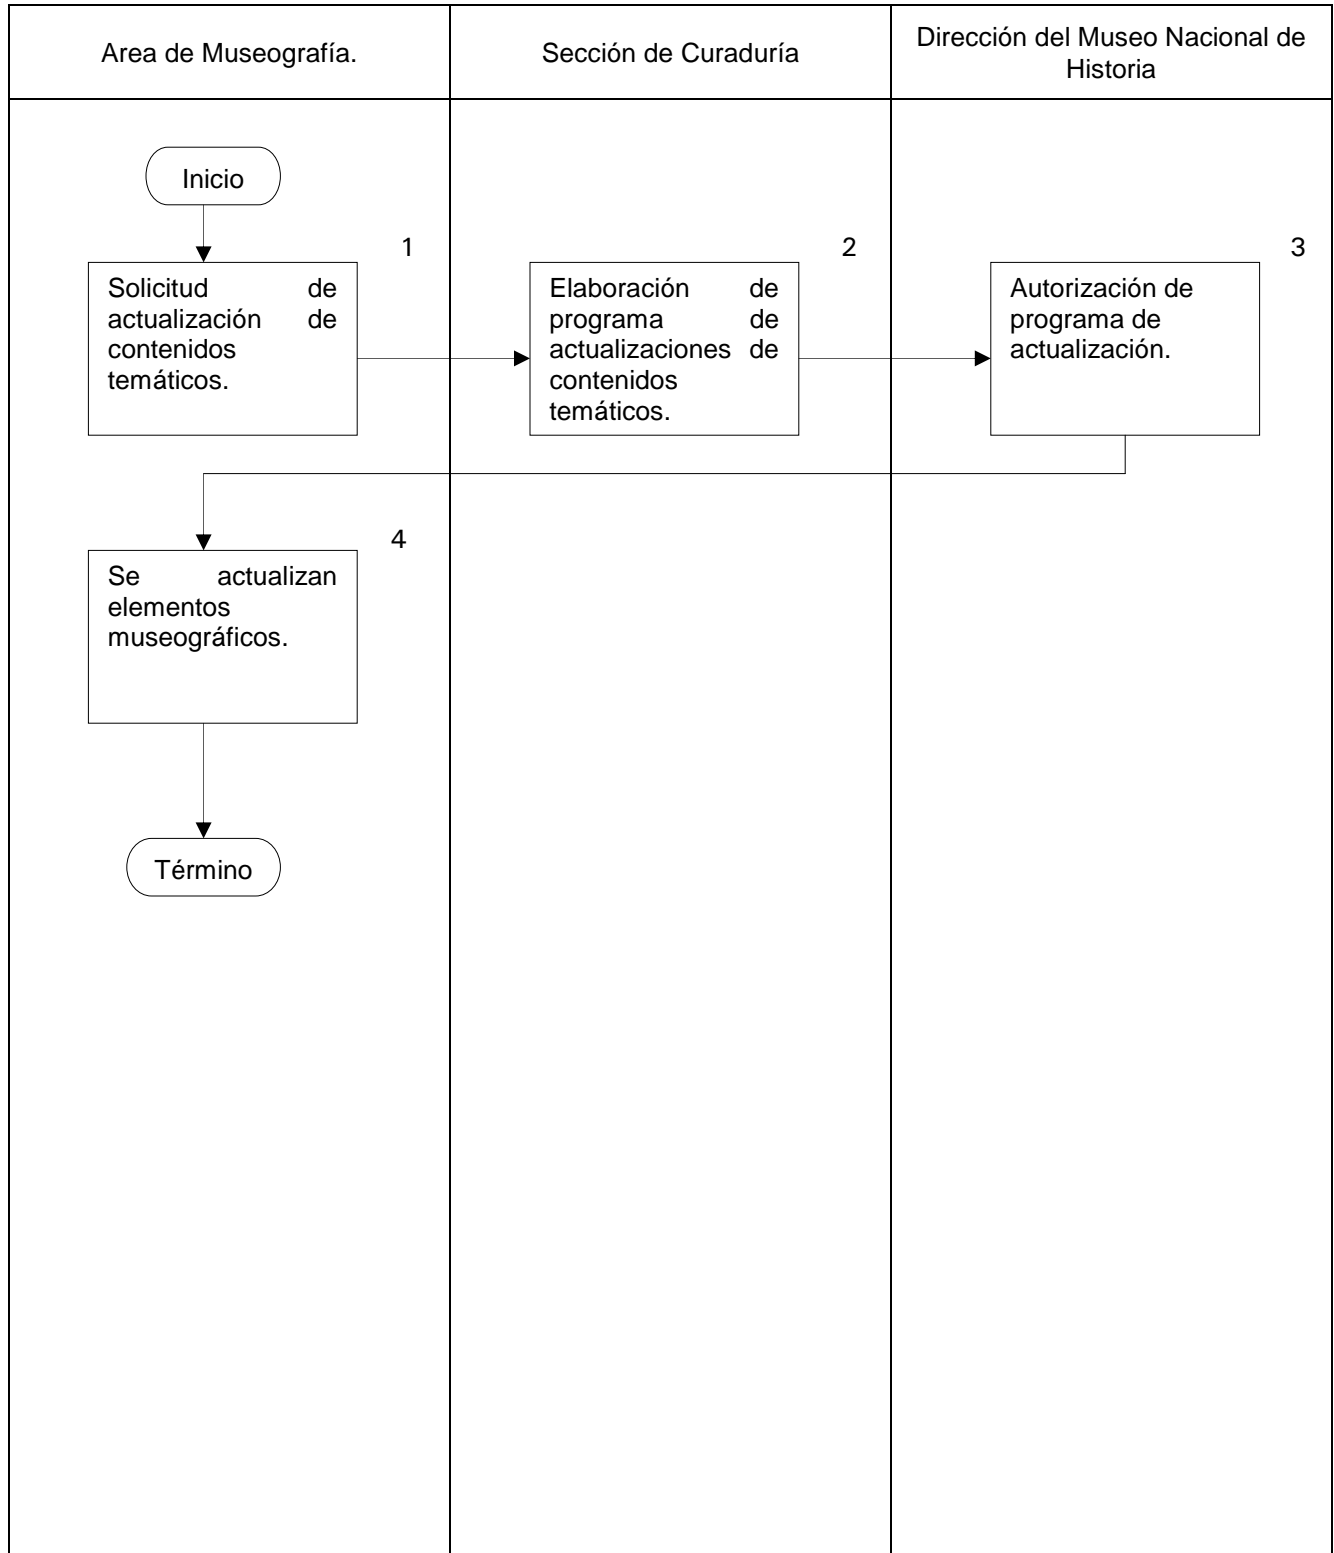 Area de Museografía.
Sección de Curaduría
Dirección del Museo Nacional de
Historia
Inicio
1
Solicitud de
actualización de
contenidos
temáticos.
2
Elaboración de
programa de
actualizaciones de
contenidos
temáticos.
3
Autorización de
programa de
actualización.
4
Se actualizan
elementos
museográficos.
Término